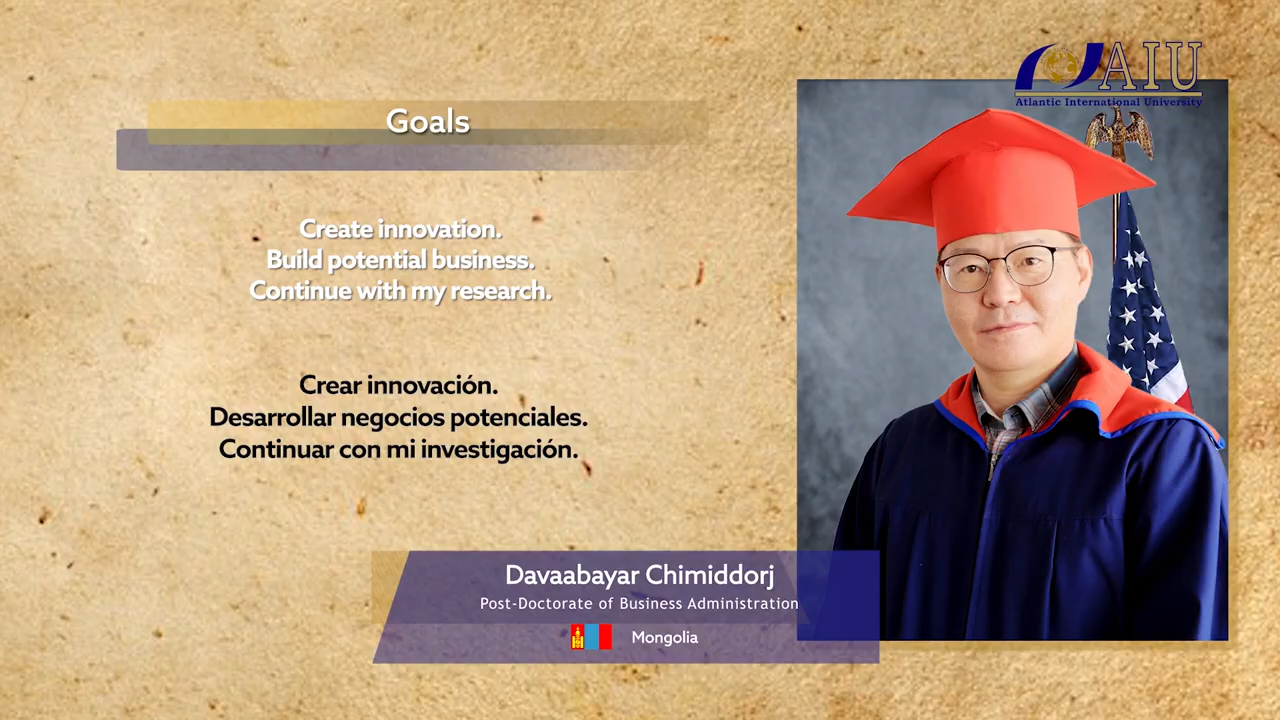 AIU
Atlantic International University
Goals
Create innovation.
Build potential business.
Continue with my research.
Crear innovación.
Desarrollar negocios potenciales.
Continuar con mi investigación.
Davaabayar Chimiddorj
Post-Doctorate of Business Administration
Mongolia